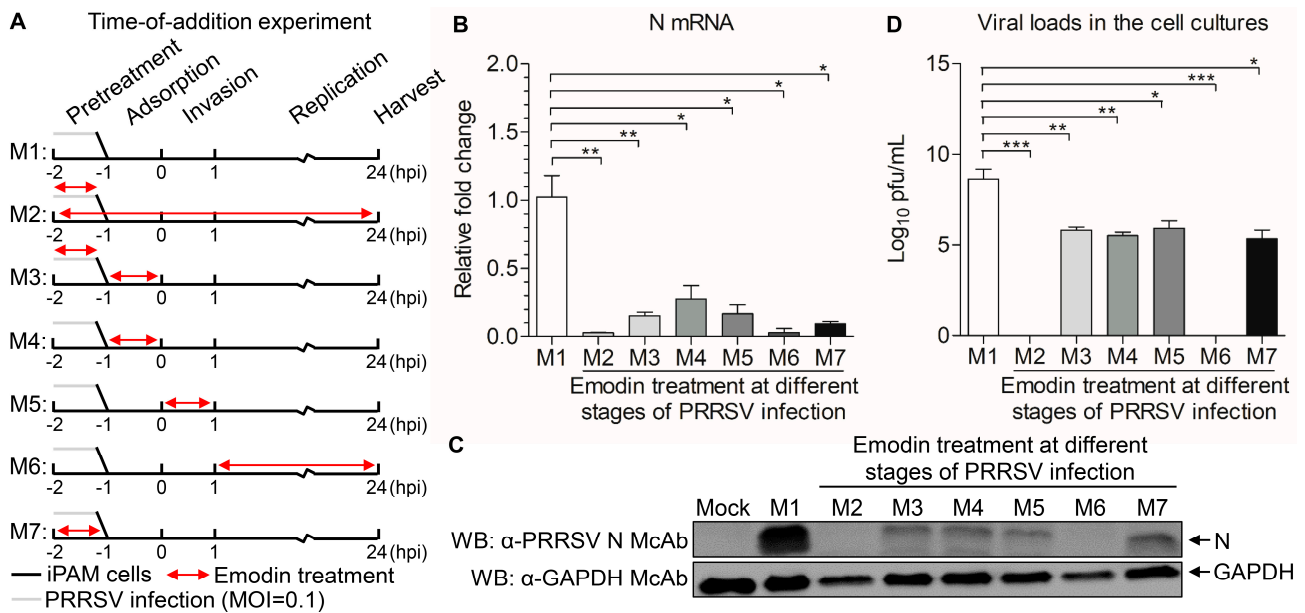 A
Time-of-addition experiment
Pretreatment
Adsorption
Invasion
Replication
Harvest
M1:
-2 -1 0 1 24 (hpi)
M2:
-2 -1 0 1 24 (hpi)
M3:
-2 -1 0 1 24 (hpi)
M4:
-2 -1 0 1 24 (hpi)
M5:
-2 -1 0 1 24 (hpi)
M6:
-2 -1 0 1 24 (hpi)
M7:
-2 -1 0 1 24 (hpi)
iPAM cells
Emodin treatment
PRRSV infection (MOI=0.1)
B
N mRNA
Relative fold change
2.0
1.5
1.0
0.5
0.0
*
*
*
*
**
**
M1 M2 M3 M4 M5 M6 M7
Emodin treatment at different
stages of PRRSV infection
D
Viral loads in the cell cultures
Log10 pfu/mL
15
10
5
0
*
***
*
**
**
***
M1 M2 M3 M4 M5 M6 M7
Emodin treatment at different
stages of PRRSV infection
C
Emodin treatment at different
stages of PRRSV infection
Mock M1 M2 M3 M4 M5 M6 M7
WB: α-PRRSV N McAb
N
WB: α-GAPDH McAb
GAPDH